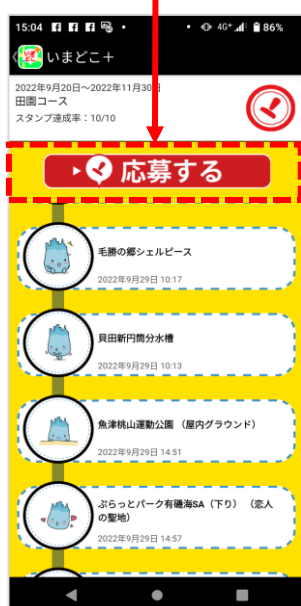 15:04
4G+
86%
いまどこ+
2022年9月20日～2022年11月30日
田園コース
スタンプ達成率：10/10
応募する
毛勝の郷シェルピース
2022年9月29日 10:17
貝田新円筒分水槽
2022年9月29日 10:13
魚津桃山運動公園 （屋内グラウンド）
2022年9月29日 14:51
ぷらっとパーク有磯海SA（下り） （恋人
の聖地）
2022年9月29日 14:57